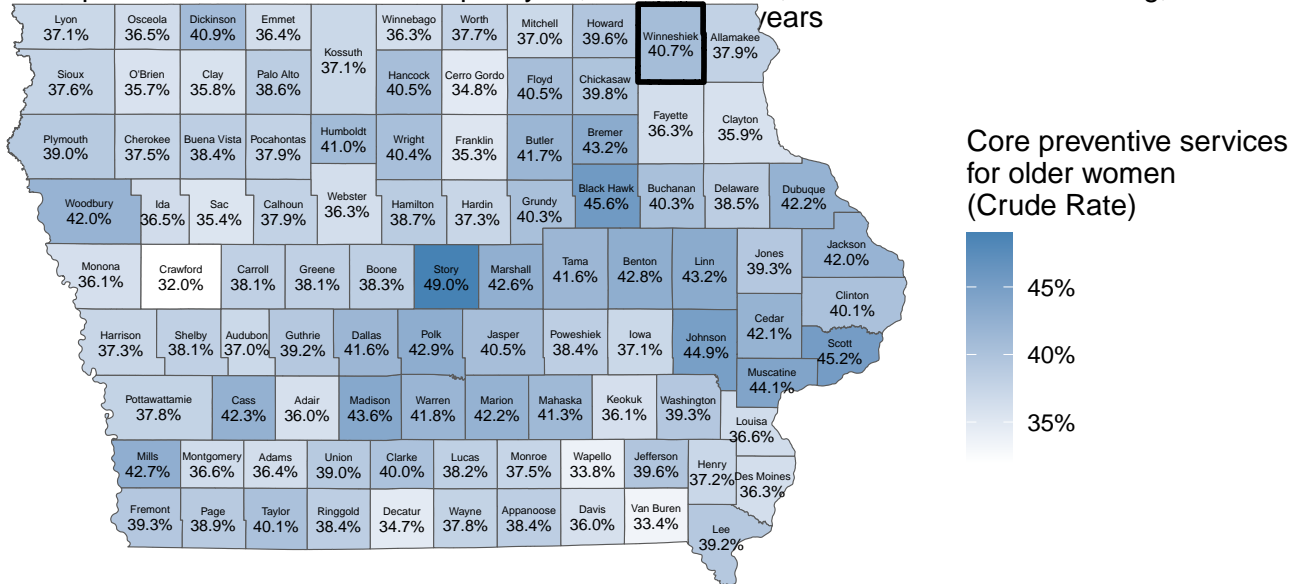 years
Lyon
37.1%
Osceola
36.5%
Dickinson
40.9%
Emmet
36.4%
Kossuth
37.1%
Winnebago
36.3%
Worth
37.7%
Mitchell
37.0%
Howard
39.6%
Winneshiek
40.7%
Allamakee
37.9%
Sioux
37.6%
O'Brien
35.7%
Clay
35.8%
Palo Alto
38.6%
Hancock
40.5%
Cerro Gordo
34.8%
Floyd
40.5%
Chickasaw
39.8%
Fayette
36.3%
Clayton
35.9%
Plymouth
39.0%
Cherokee
37.5%
Buena Vista
38.4%
Pocahontas
37.9%
Humboldt
41.0%
Wright
40.4%
Franklin
35.3%
Butler
41.7%
Bremer
43.2%
Woodbury
42.0%
Ida
36.5%
Sac
35.4%
Calhoun
37.9%
Webster
36.3%
Hamilton
38.7%
Hardin
37.3%
Grundy
40.3%
Black Hawk
45.6%
Buchanan
40.3%
Delaware
38.5%
Dubuque
42.2%
Monona
36.1%
Crawford
32.0%
Carroll
38.1%
Greene
38.1%
Boone
38.3%
Story
49.0%
Marshall
42.6%
Tama
41.6%
Benton
42.8%
Linn
43.2%
Jones
39.3%
Jackson
42.0%
Clinton
40.1%
Harrison
37.3%
Shelby
38.1%
Audubon
37.0%
Guthrie
39.2%
Dallas
41.6%
Polk
42.9%
Jasper
40.5%
Poweshiek
38.4%
Iowa
37.1%
Johnson
44.9%
Cedar
42.1%
Scott
45.2%
Muscatine
44.1%
Pottawattamie
37.8%
Cass
42.3%
Adair
36.0%
Madison
43.6%
Warren
41.8%
Marion
42.2%
Mahaska
41.3%
Keokuk
36.1%
Washington
39.3%
Louisa
36.6%
Mills
42.7%
Montgomery
36.6%
Adams
36.4%
Union
39.0%
Clarke
40.0%
Lucas
38.2%
Monroe
37.5%
Wapello
33.8%
Jefferson
39.6%
Henry
37.2%
Des Moines
36.3%
Fremont
39.3%
Page
38.9%
Taylor
40.1%
Ringgold
38.4%
Decatur
34.7%
Wayne
37.8%
Appanoose
38.4%
Davis
36.0%
Van Buren
33.4%
Lee
39.2%
Core preventive services
for older women
(Crude Rate)
45%
40%
35%